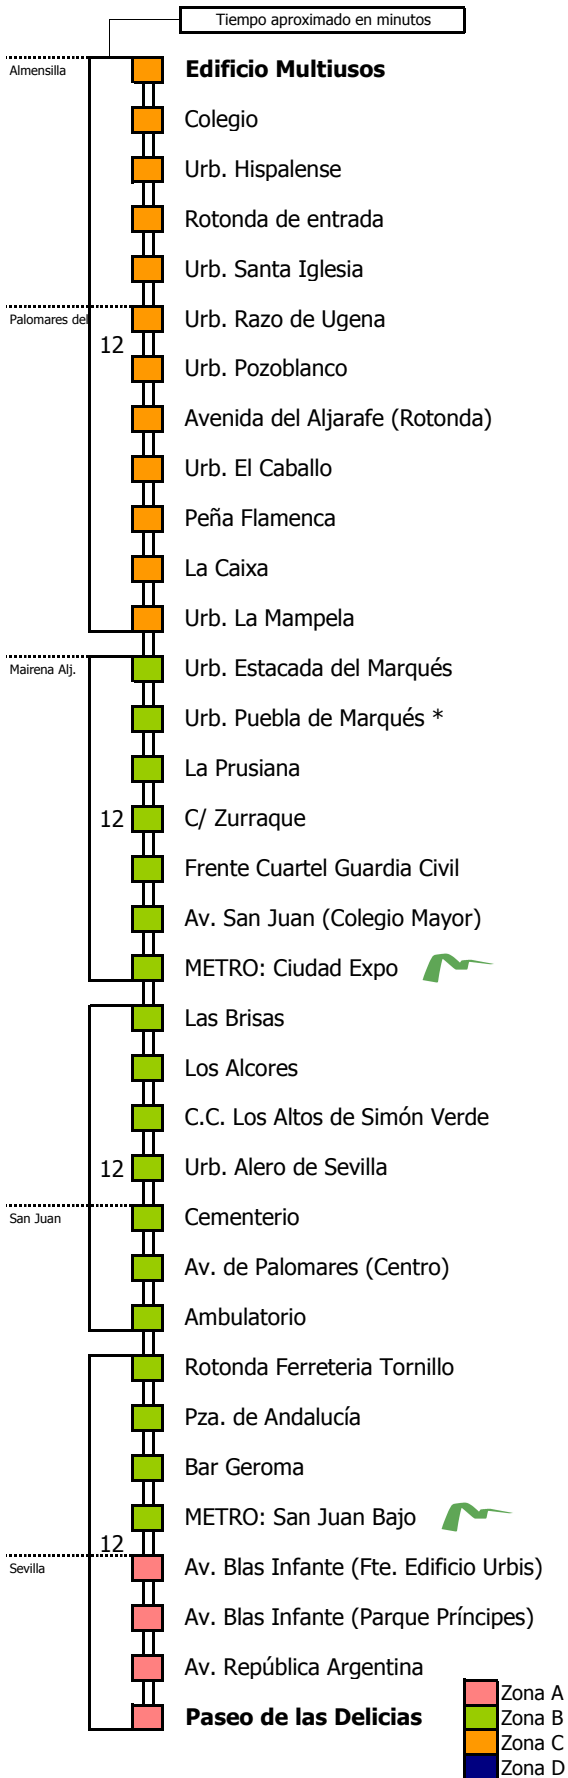 Tiempo aproximado en minutos
Almensilla
Edificio Multiusos
Colegio
Urb. Hispalense
Rotonda de entrada
Urb. Santa Iglesia
Palomares del
Urb. Razo de Ugena
12
Urb. Pozoblanco
Avenida del Aljarafe (Rotonda)
Urb. El Caballo
Peña Flamenca
La Caixa
Urb. La Mampela
Mairena Alj.
Urb. Estacada del Marqués
Urb. Puebla de Marqués *
La Prusiana
12
C/ Zurraque
Frente Cuartel Guardia Civil
Av. San Juan (Colegio Mayor)
METRO: Ciudad Expo
Las Brisas
Los Alcores
C.C. Los Altos de Simón Verde
12
Urb. Alero de Sevilla
San Juan
Cementerio
Av. de Palomares (Centro)
Ambulatorio
Rotonda Ferreteria Tornillo
Pza. de Andalucía
Bar Geroma
METRO: San Juan Bajo
12
Sevilla
Av. Blas Infante (Fte. Edificio Urbis)
Av. Blas Infante (Parque Príncipes)
Av. República Argentina
Paseo de las Delicias
Zona A
Zona B
Zona C
Zona D